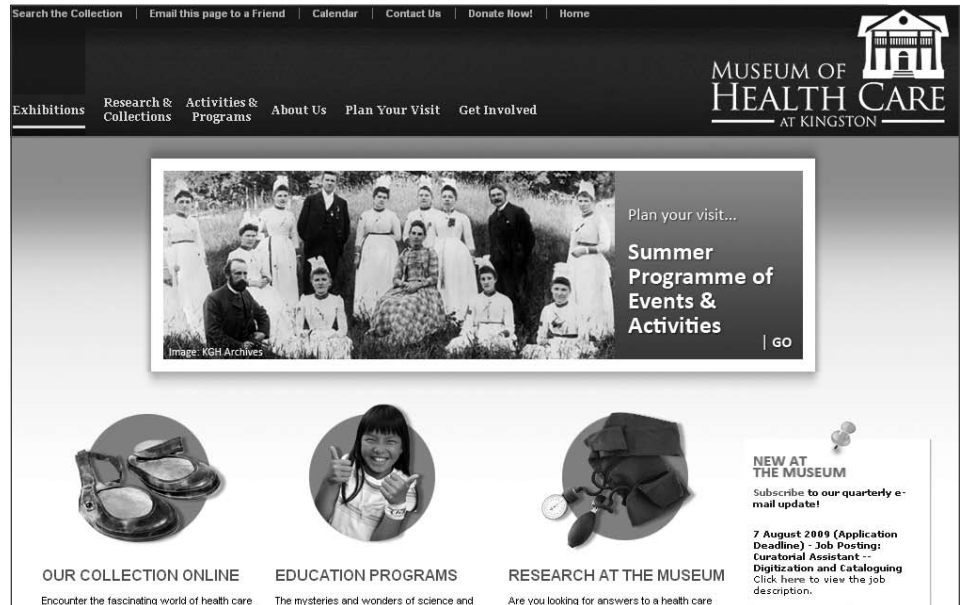 Search the Collection | Email this page to a Friend | Calendar | Contact Us | Donate Now! | Home
MUSEUM OF
HEALTH CARE
AT KINGSTON
Exhibitions
Research &
Collections
Activities &
Programs
About Us
Plan Your Visit
Get Involved
Plan your visit...
Summer
Programme of
Events &
Activities
| GO
Image: KGH Archives
OUR COLLECTION ONLINE
Encounter the fascinating world of health care
EDUCATION PROGRAMS
The mysteries and wonders of science and
RESEARCH AT THE MUSEUM
Are you looking for answers to a health care
NEW AT
THE MUSEUM
Subscribe to our quarterly e-
mail update!
7 August 2009 (Application
Deadline) - Job Posting:
Curatorial Assistant --
Digitization and Cataloguing
Click here to view the job
description.